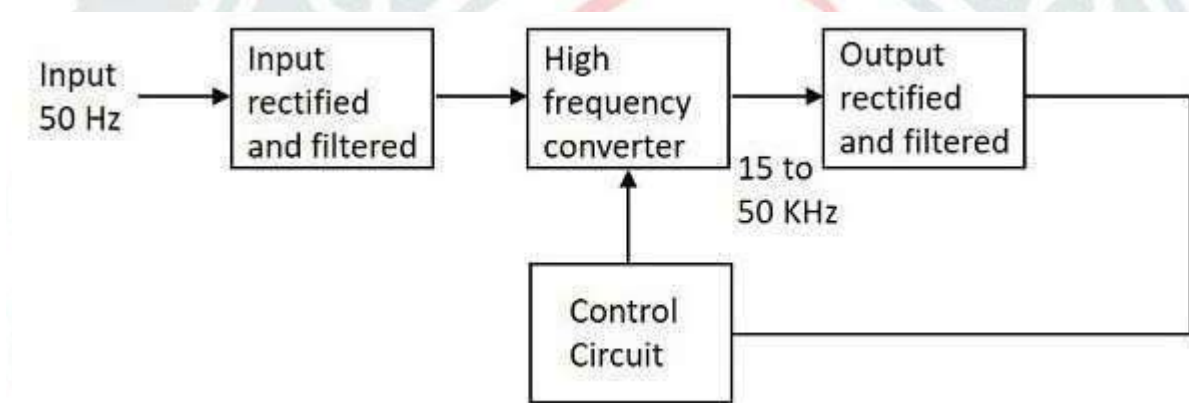 Input
50 Hz
Input
rectified
and filtered
High
frequency
converter
15 to
50 KHz
Output
rectified
and filtered
Control
Circuit